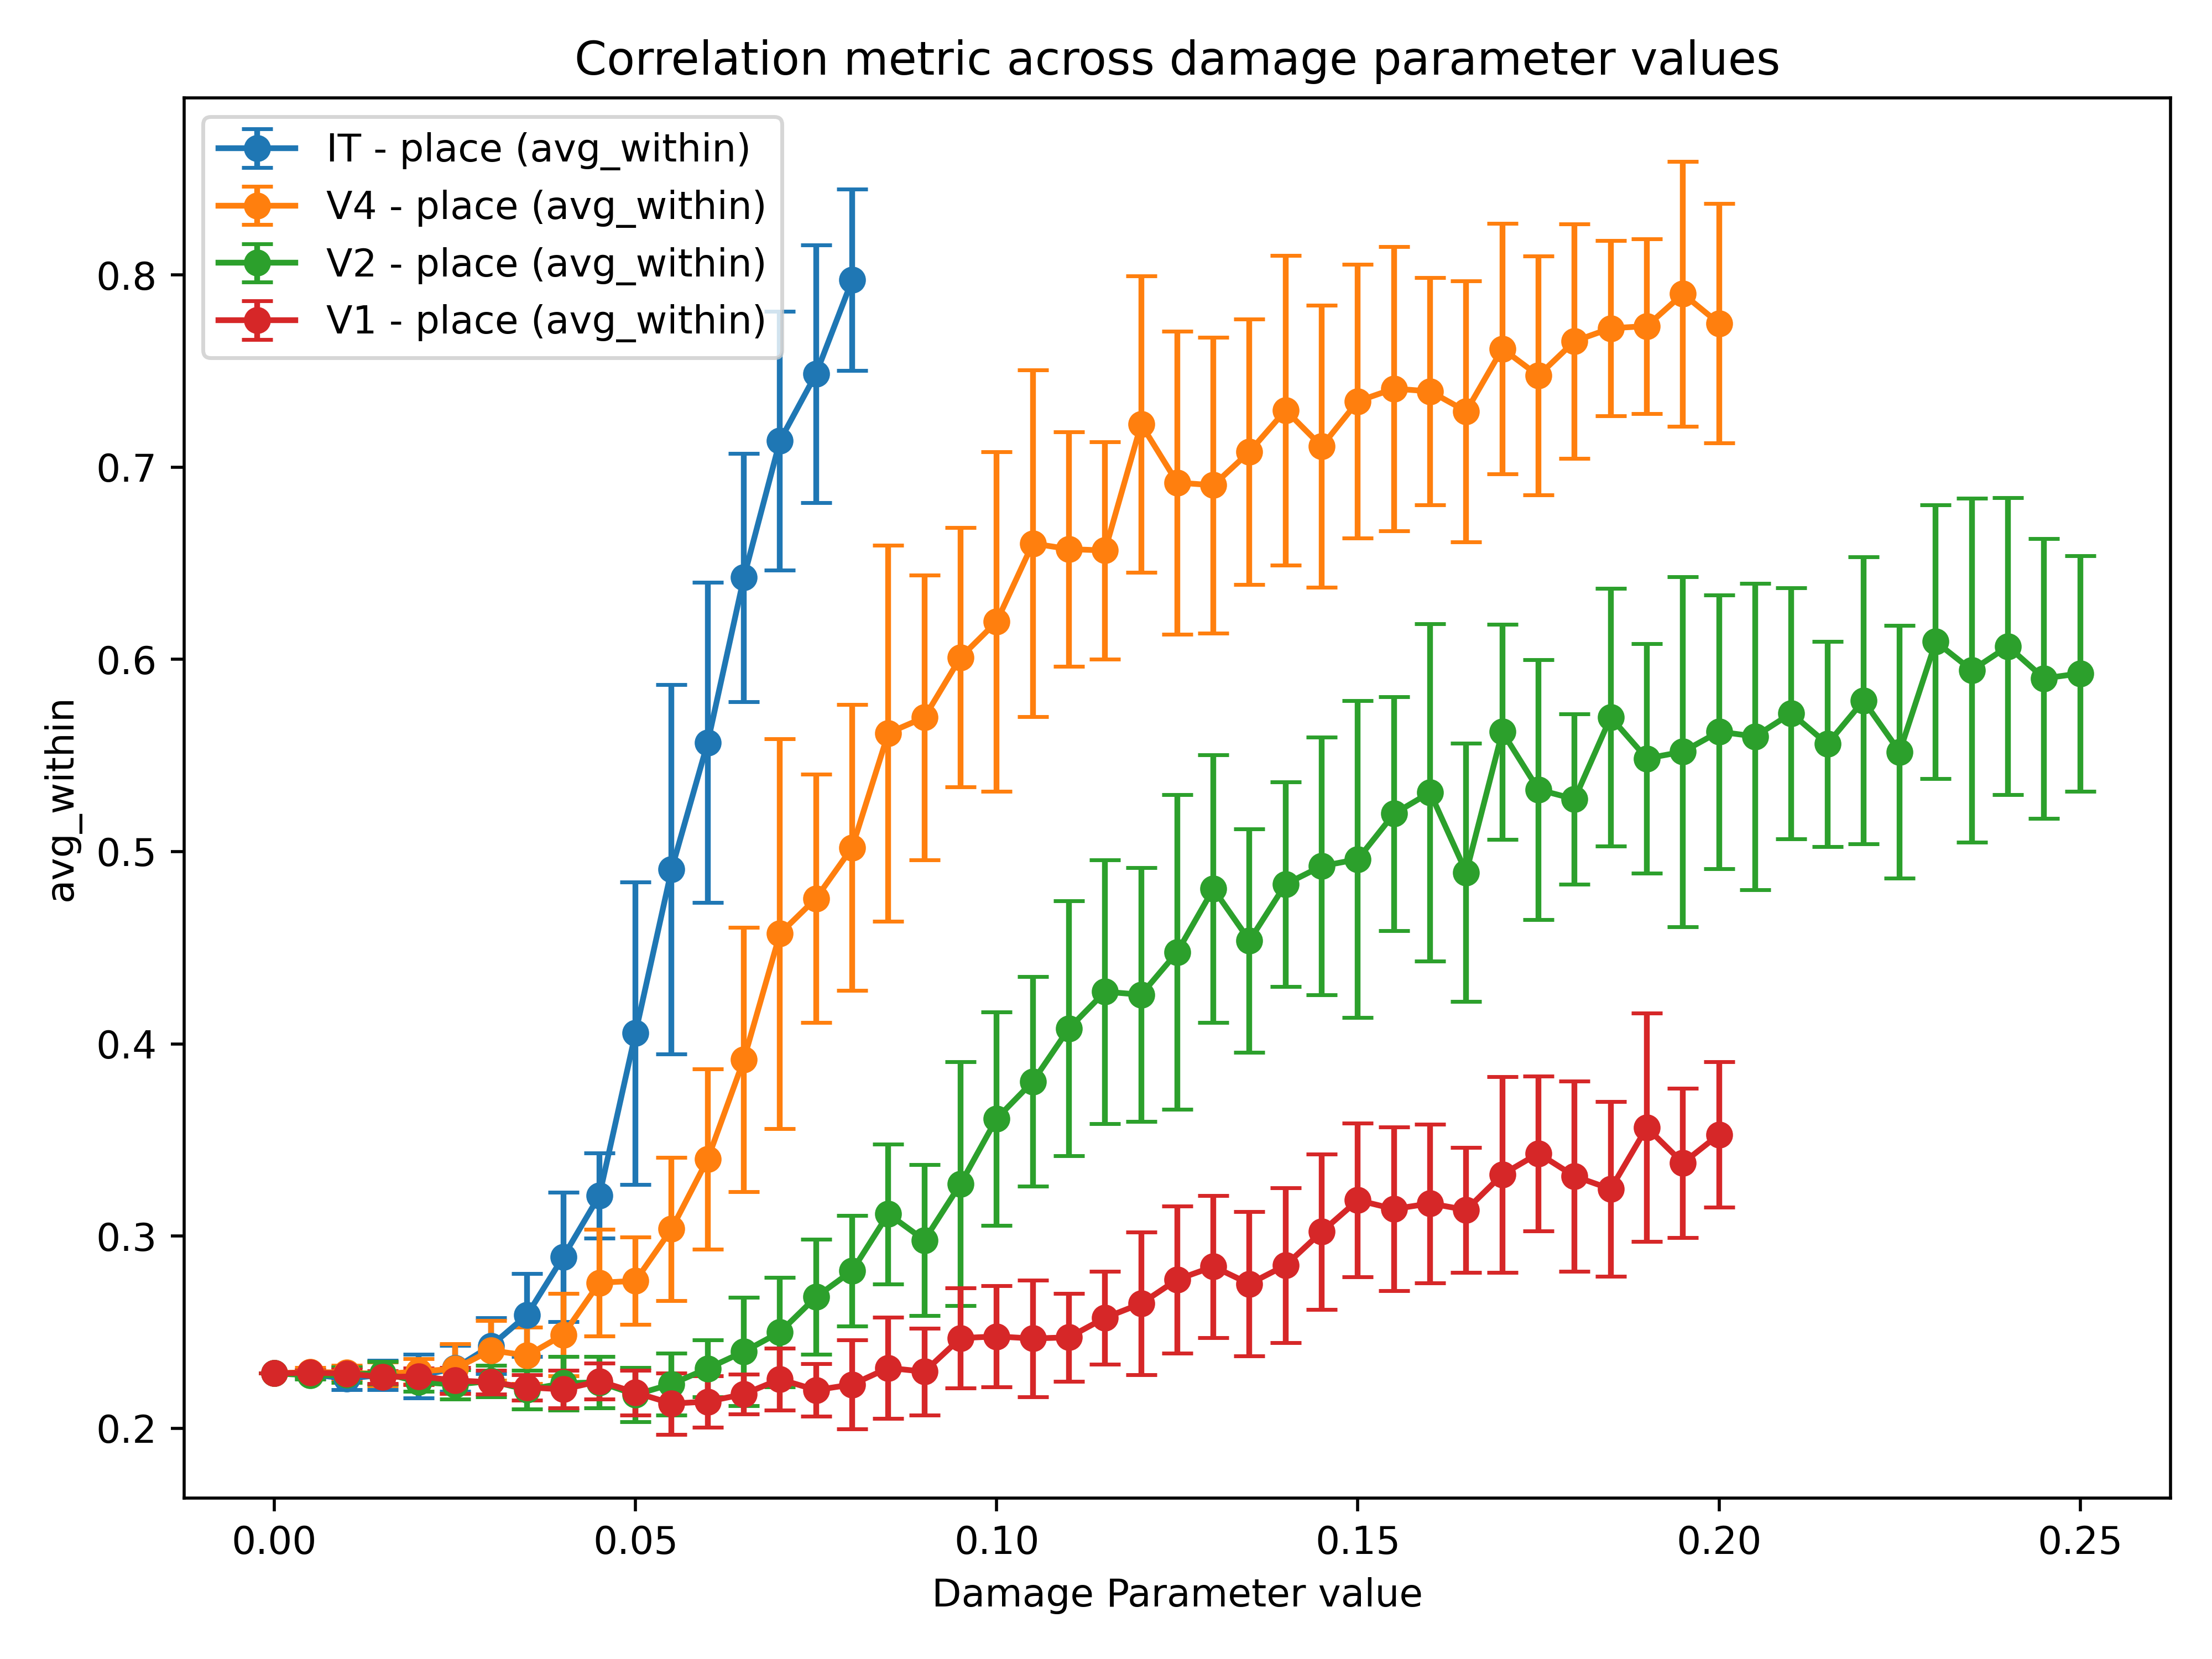 Correlation metric across damage parameter values
IT - place (avg_within)
V4 - place (avg_within)
V2 - place (avg_within)
V1 - place (avg_within)
avg_within
0.8
0.7
0.6
0.5
0.4
0.3
0.2
0.00 0.05 0.10 0.15 0.20 0.25
Damage Parameter value